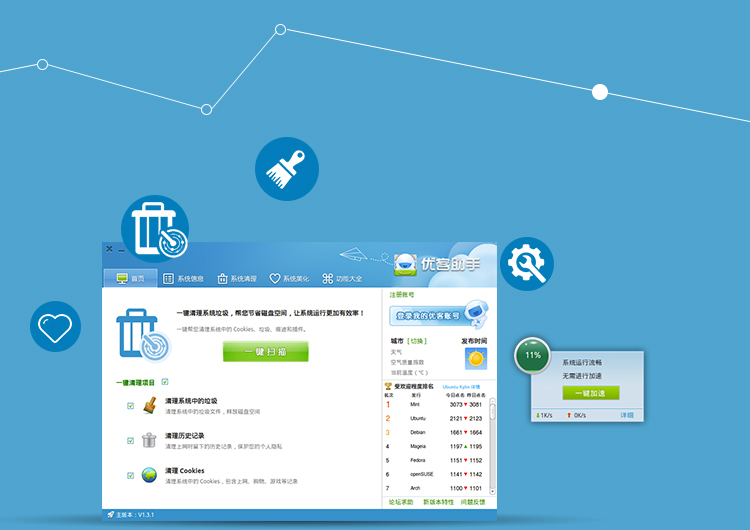 优客助手
首页 系统信息 系统清理 系统美化 功能大全
一键清理系统垃圾，帮您节省磁盘空间，让系统运行更加有效率！
一键帮您清理系统中的 Cookies、垃圾、痕迹和插件。
一键扫描
一键清理项目
清理系统中的垃圾
清理系统中的垃圾文件，释放磁盘空间
清理历史记录
清理上网时留下的历史记录，保护您的个人隐私
清理 Cookies
清理系统中的 Cookies，包含上网、购物、游戏等记录
主版本：V1.3.1
注册账号
登录我的优客账号
城市 [切换] 发布时间
天气
空气质量指数
当前温度（℃）
受欢迎程度排名 Ubuntu Kylin 详情
名次 发行 今日点击 昨日点击
1 Mint 3073 ▼ 3081
2 Ubuntu 2121 ▼ 2123
3 Debian 1661 ▼ 1664
4 Mageia 1197 ▲ 1195
5 Fedora 1151 ▼ 1152
6 openSUSE 1141 ▼ 1142
7 Arch 1100 ▼ 1101
论坛求助 新版本特性 问题反馈
11%
系统运行流畅
无需进行加速
一键加速
1K/s 0K/s 详细